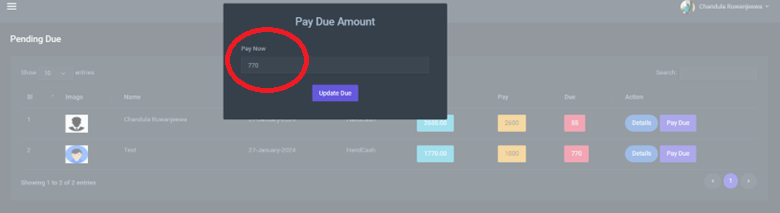 Chandula Ruwanjeewa
Pay Due Amount
Pending Due
Pay Now
770
Update Due
Show 10 entries
Search:
Sl Image Name Pay Due Action
1 Chandula Ruwanjeewa 2655.00 2600 55 Details Pay Due
2 Test 27-January-2024 HandCash 1770.00 1000 770 Details Pay Due
Showing 1 to 2 of 2 entries
« 1 »